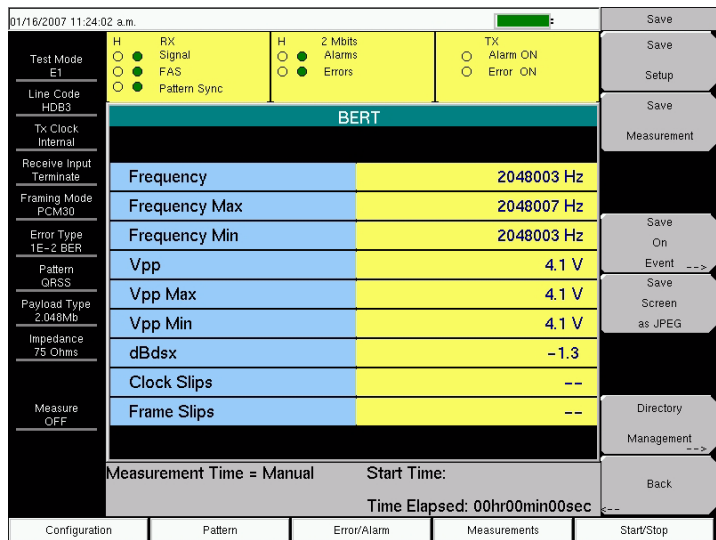 01/16/2007 11:24:02 a.m.
Save
Test Mode
E1
Line Code
HDB3
Tx Clock
Internal
Receive Input
Terminate
Framing Mode
PCM30
Error Type
1E-2 BER
Pattern
QRSS
Payload Type
2.048Mb
Impedance
75 Ohms
Measure
OFF
H RX
Signal
FAS
Pattern Sync
H 2 Mbits
Alarms
Errors
TX
Alarm ON
Error ON
BERT
Frequency 2048003 Hz
Frequency Max 2048007 Hz
Frequency Min 2048003 Hz
Vpp 4.1 V
Vpp Max 4.1 V
Vpp Min 4.1 V
dBdsx -1.3
Clock Slips --
Frame Slips --
Measurement Time = Manual Start Time:
Time Elapsed: 00hr00min00sec
Save
Setup
Save
Measurement
Save
On
Event -->
Save
Screen
as JPEG
Directory
Management
-->
Back
<--
Configuration Pattern Error/Alarm Measurements Start/Stop